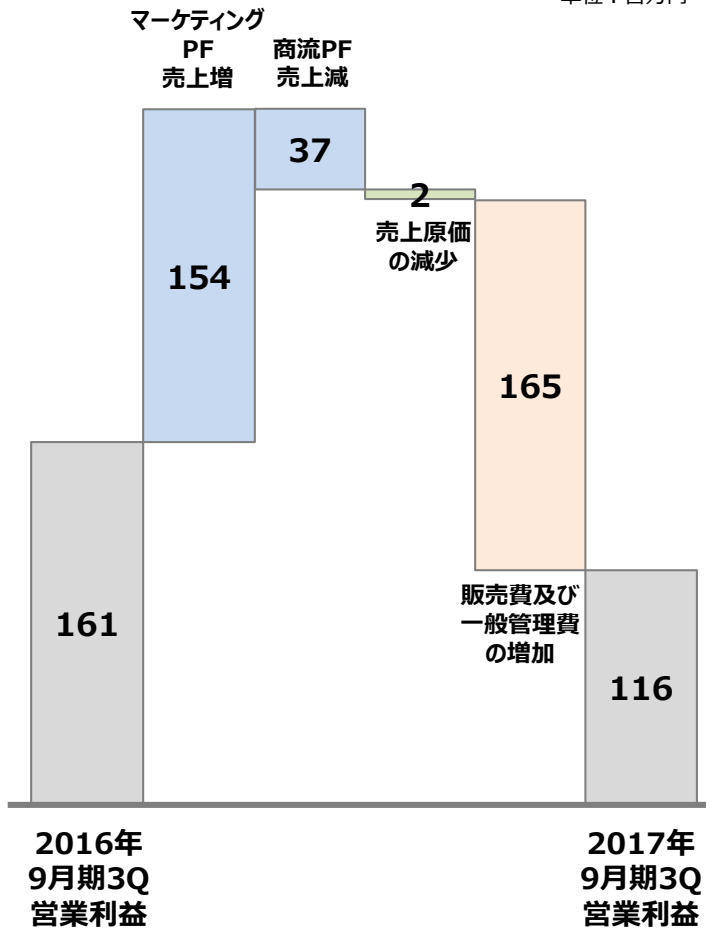 マーケティング
PF
売上増
商流PF
売上減
37
2
売上原価
の減少
154
165
販売費及び
一般管理費
の増加
161
116
2016年
9月期3Q
営業利益
2017年
9月期3Q
営業利益